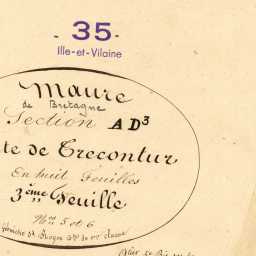 - 35 -
Ille-et-Vilaine
Maure
de Bretagne
Section AD3
te de Trecontur
En huit Feuilles
3ème Feuille
Nos 5 et 6